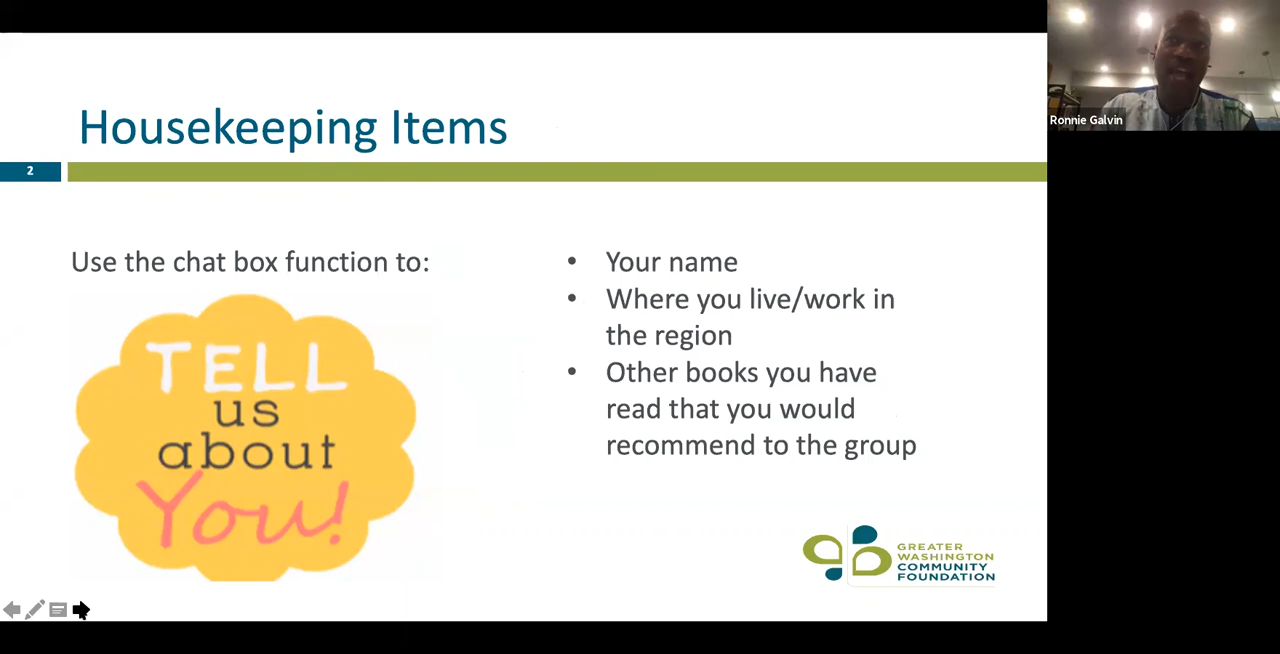 Housekeeping Items
2
Use the chat box function to:
TELL
us
about
You!
• Your name
• Where you live/work in
the region
• Other books you have
read that you would
recommend to the group
GREATER
WASHINGTON
COMMUNITY
FOUNDATION
Ronnie Galvin